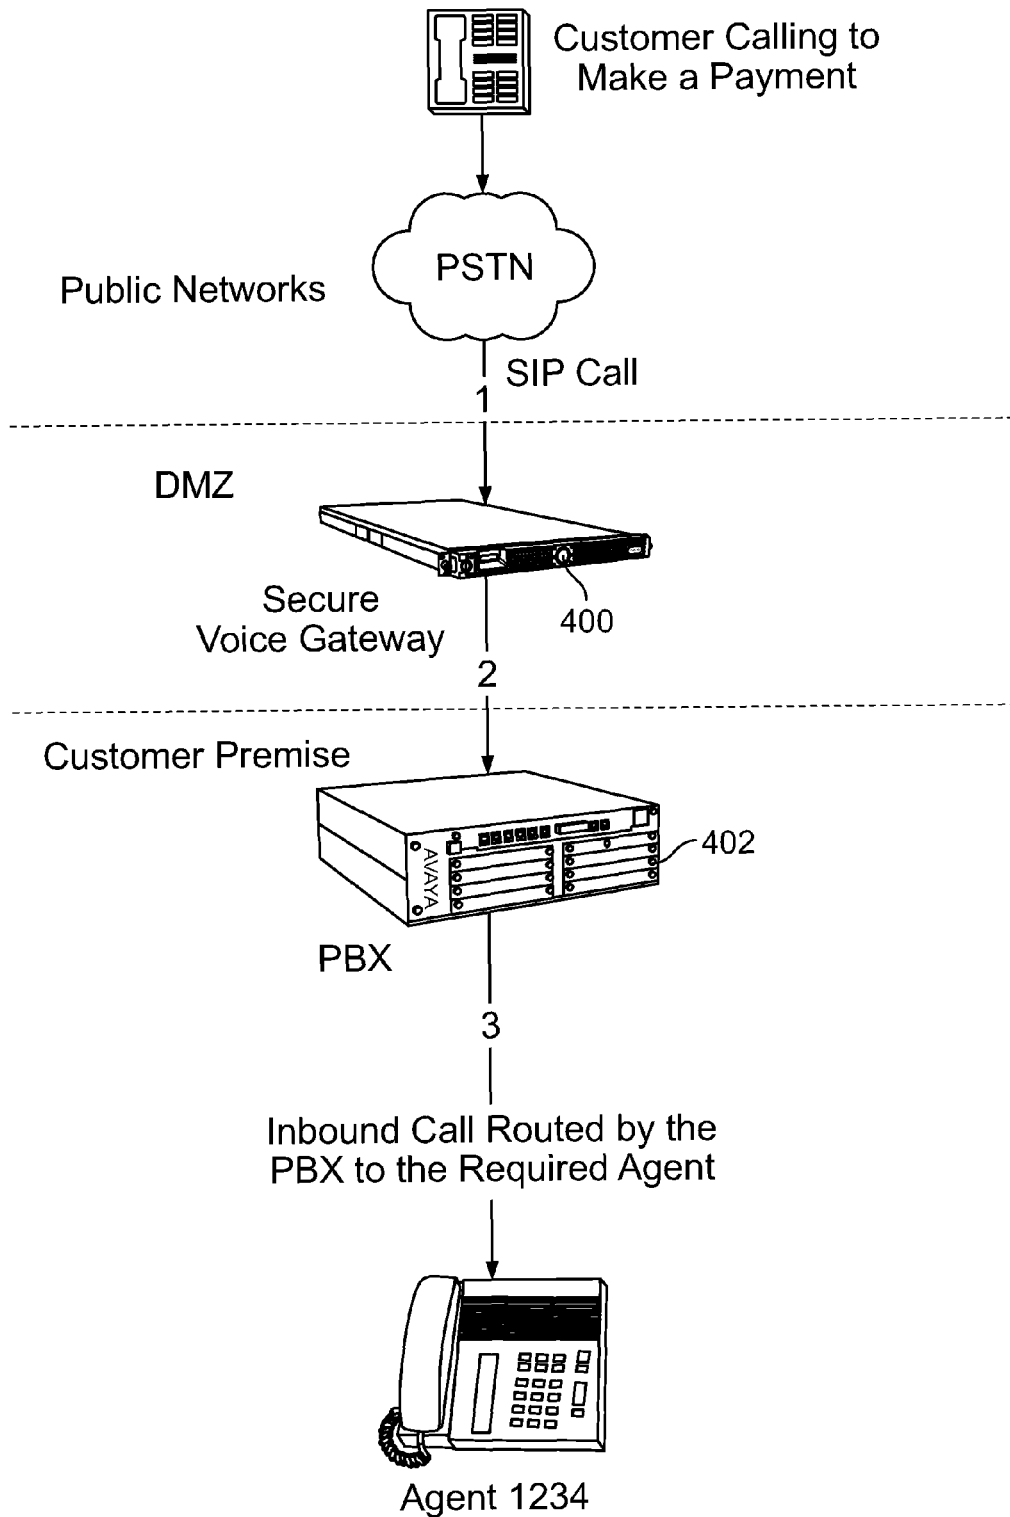 Customer Calling to
Make a Payment
PSTN
Public Networks
SIP Call
1
DMZ
400
Secure
Voice Gateway
2
Customer Premise
AVAYA
402
PBX
3
Inbound Call Routed by the
PBX to the Required Agent
Agent 1234